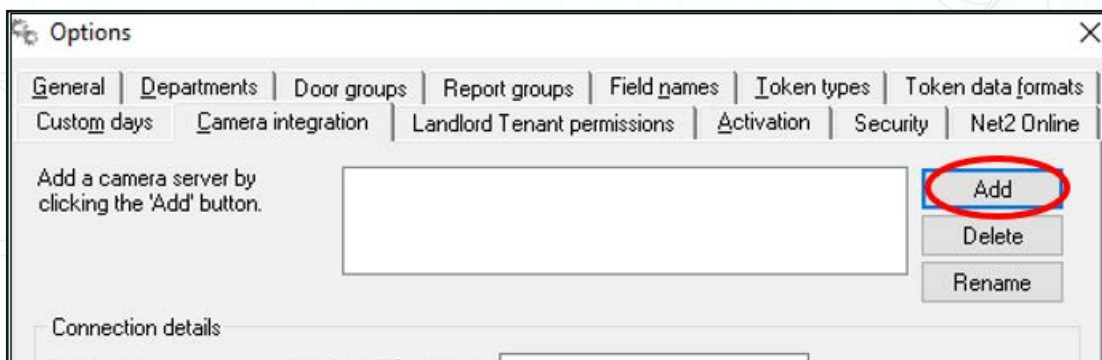 Options
General Departments Door groups Report groups Field names Token types Token data formats
Custom days Camera integration Landlord Tenant permissions Activation Security Net2 Online
Add a camera server by
clicking the 'Add' button.
Add
Delete
Rename
Connection details